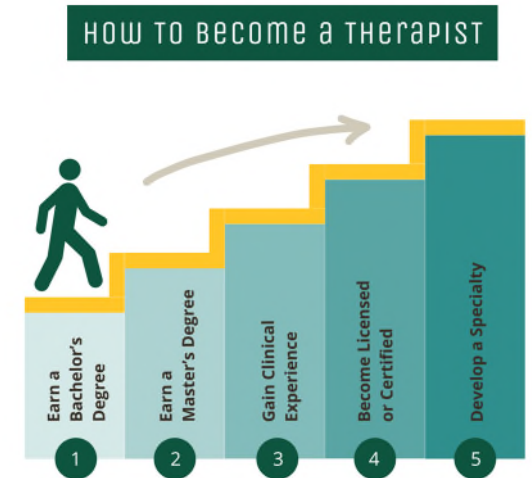 HOW TO BECOME A THERAPIST
Earn a
Bachelor's
Degree
1
Earn a
Master's Degree
2
Gain Clinical
Experience
3
Become Licensed
or Certified
4
Develop a Specialty
5